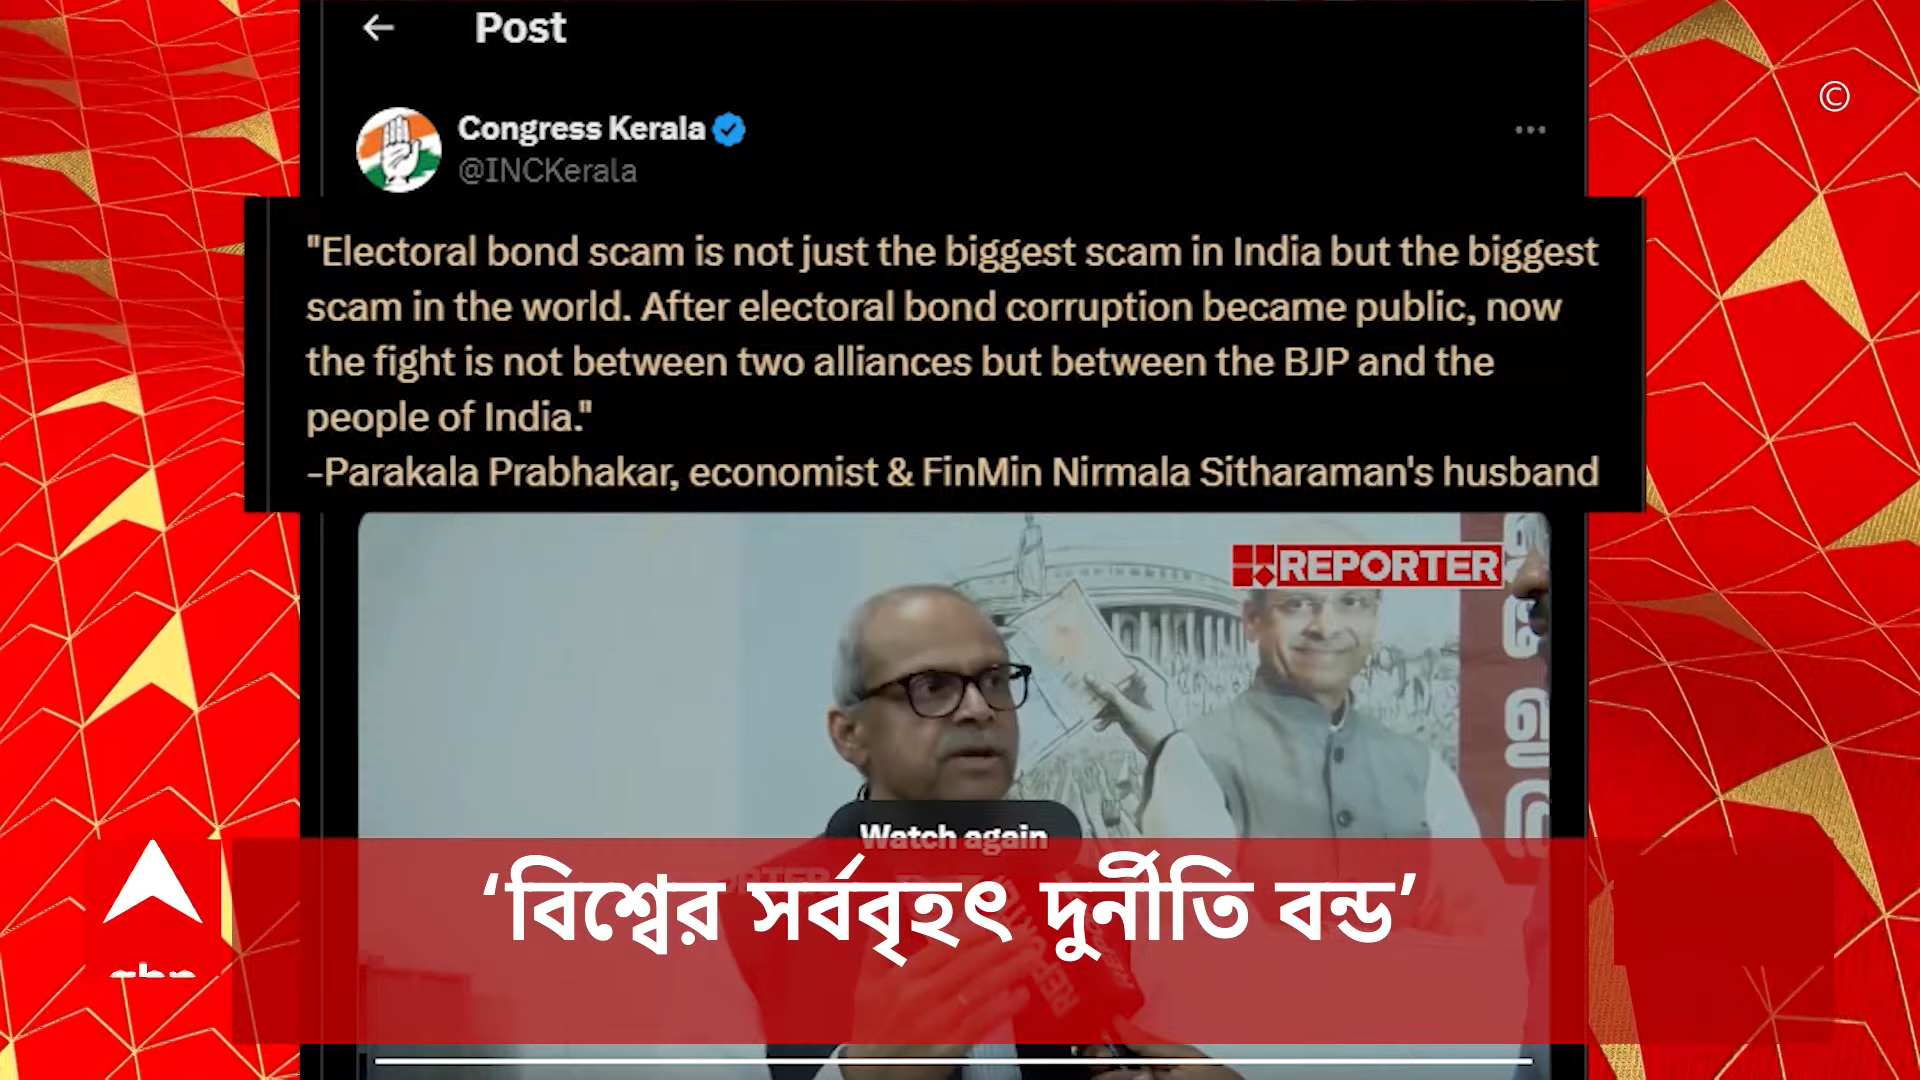 Post
©
Congress Kerala
@INCKerala
"Electoral bond scam is not just the biggest scam in India but the biggest
scam in the world. After electoral bond corruption became public, now
the fight is not between two alliances but between the BJP and the
people of India."
-Parakala Prabhakar, economist & FinMin Nirmala Sitharaman's husband
REPORTER
Watch again
‘বিশ্বের সর্ববৃহৎ দুর্নীতি বন্ড’
abp